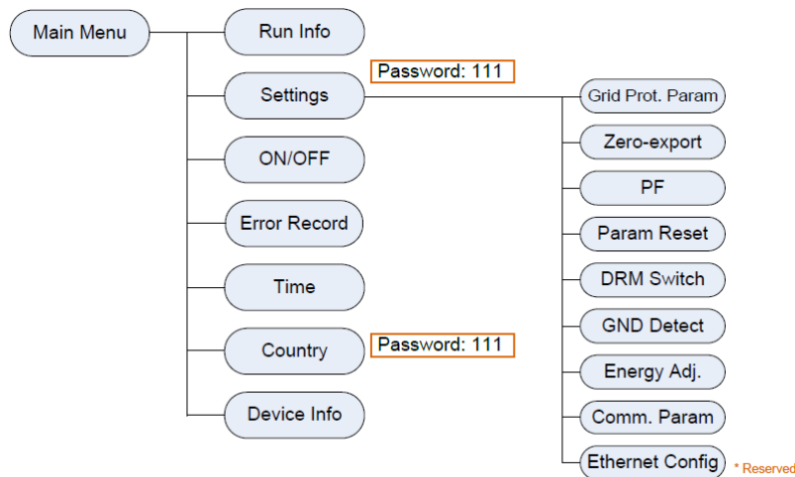 Main Menu
Run Info
Settings
Password: 111
ON/OFF
Error Record
Time
Country
Password: 111
Device Info
Grid Prot. Param
Zero-export
PF
Param Reset
DRM Switch
GND Detect
Energy Adj.
Comm. Param
Ethernet Config
* Reserved